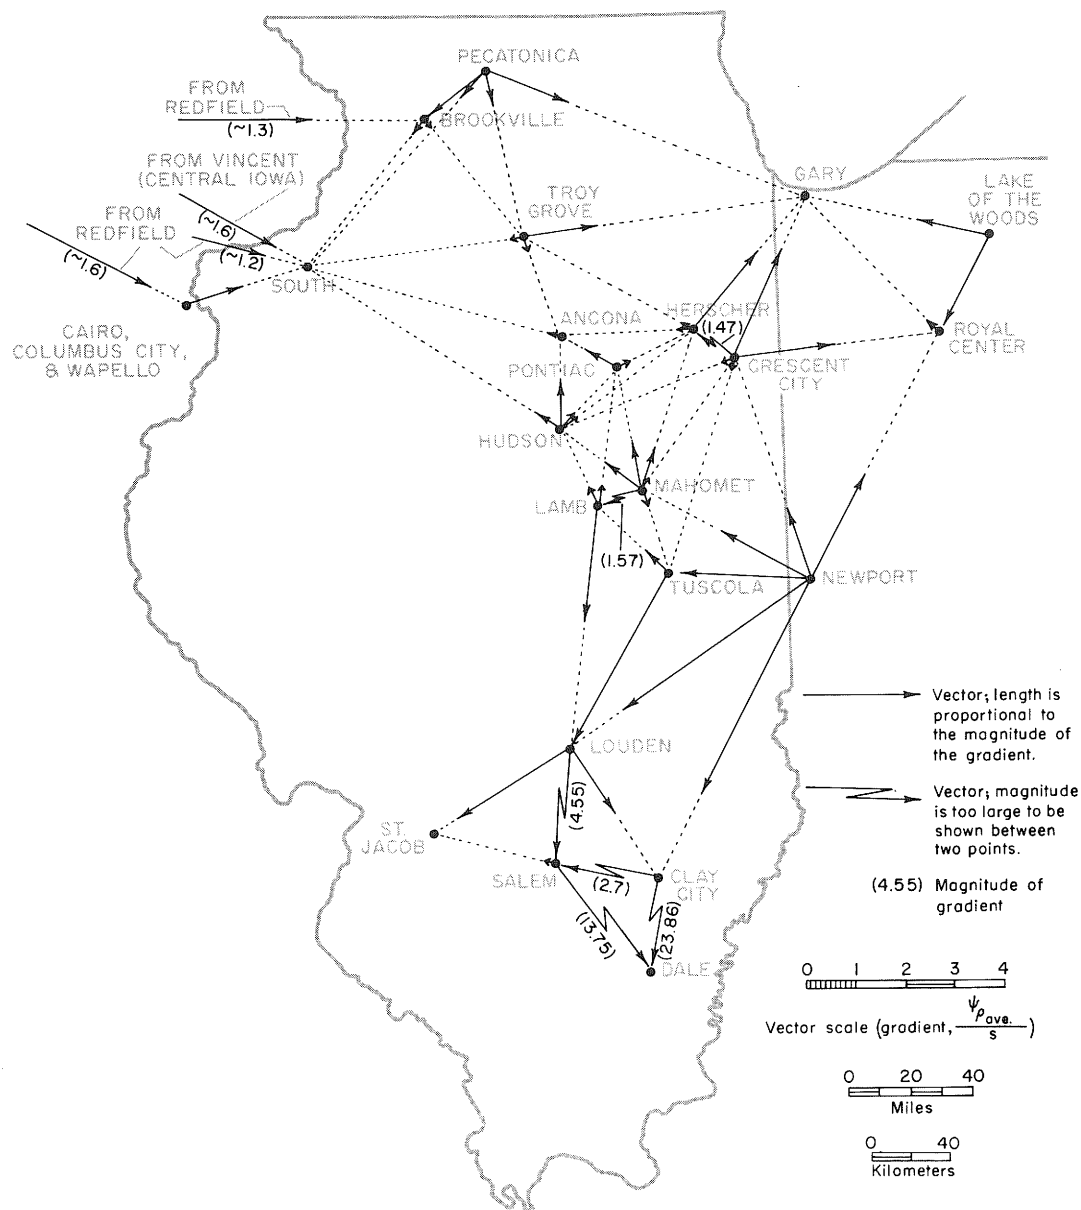 PECATONICA
FROM
REDFIELD
(~1.3)
BROOKVILLE
FROM VINCENT
(CENTRAL IOWA)
(~1.6)
FROM
REDFIELD
(~1.2)
(~1.6)
SOUTH
CAIRO,
COLUMBUS CITY,
& WAPELLO
TROY
GROVE
GARY
LAKE
OF THE
WOODS
ANCONA
HERSCHER
(1.47)
ROYAL
CENTER
PONTIAC
CRESCENT
CITY
HUDSON
MAHOMET
LAMB
(1.57)
TUSCOLA
NEWPORT
LOUDEN
(4.55)
ST.
JACOB
SALEM
(2.7)
CLAY
CITY
(13.75)
(23.86)
DALE
Vector; length is
proportional to
the magnitude of
the gradient.
Vector; magnitude
is too large to be
shown between
two points.
(4.55) Magnitude of
gradient
0 1 2 3 4
Vector scale (gradient, ψρave. / s)
0 20 40
Miles
0 40
Kilometers